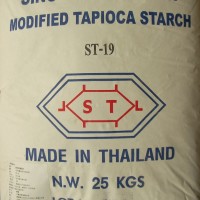 MODIFIED TAPIOCA STARCH
ST-19
J S T L
MADE IN THAILAND
N.W. 25 KGS